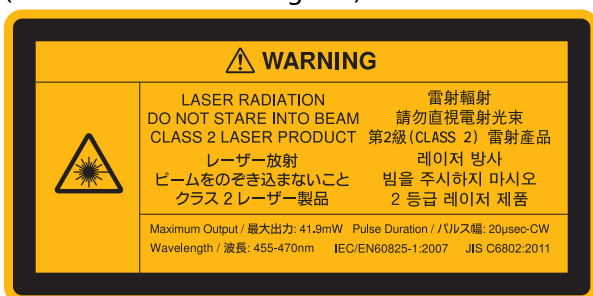 WARNING
LASER RADIATION
DO NOT STARE INTO BEAM
CLASS 2 LASER PRODUCT
雷射輻射
請勿直視電射光束
第2級(CLASS 2) 雷射產品
レーザー放射
ビームをのぞき込まないこと
クラス 2 レーザー製品
레이저 방사
빔을 주시하지 마시오
2 등급 레이저 제품
Maximum Output / 最大出力: 41.9mW Pulse Duration / パルス幅: 20µsec-CW
Wavelength / 波長: 455-470nm IEC/EN60825-1:2007 JIS C6802:2011